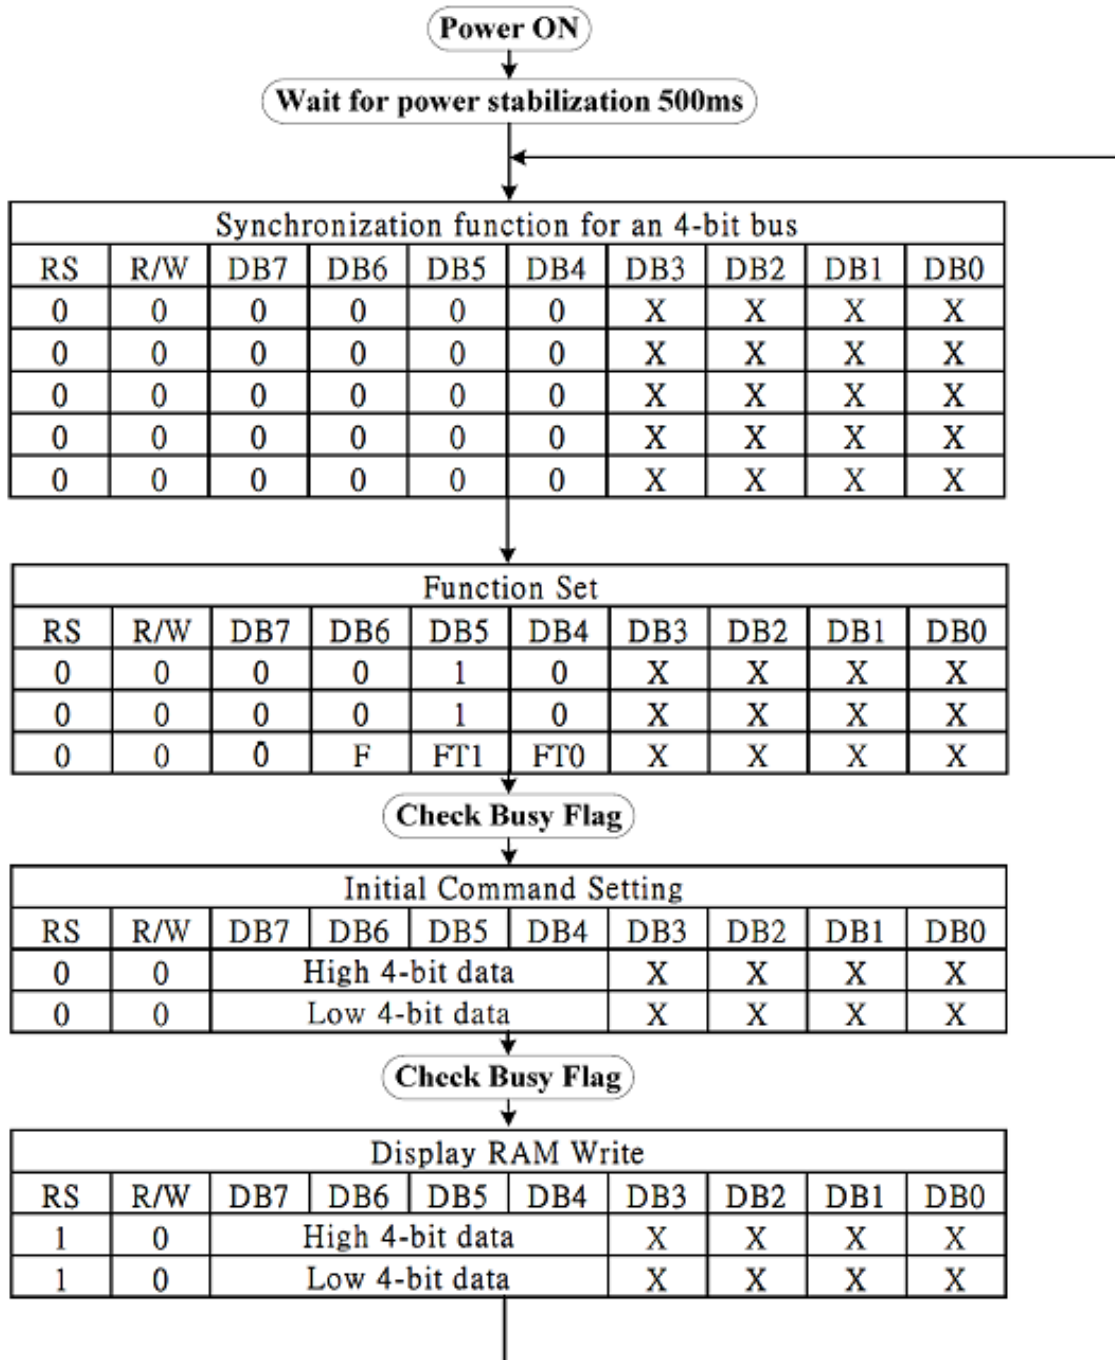 Power ON
Wait for power stabilization 500ms
Synchronization function for an 4-bit bus
RS R/W DB7 DB6 DB5 DB4 DB3 DB2 DB1 DB0
0 0 0 0 0 0 X X X X
0 0 0 0 0 0 X X X X
0 0 0 0 0 0 X X X X
0 0 0 0 0 0 X X X X
0 0 0 0 0 0 X X X X
Function Set
RS R/W DB7 DB6 DB5 DB4 DB3 DB2 DB1 DB0
0 0 0 0 1 0 X X X X
0 0 0 0 1 0 X X X X
0 0 0 F FT1 FT0 X X X X
Check Busy Flag
Initial Command Setting
RS R/W DB7 DB6 DB5 DB4 DB3 DB2 DB1 DB0
0 0 High 4-bit data X X X X
0 0 Low 4-bit data X X X X
Check Busy Flag
Display RAM Write
RS R/W DB7 DB6 DB5 DB4 DB3 DB2 DB1 DB0
1 0 High 4-bit data X X X X
1 0 Low 4-bit data X X X X